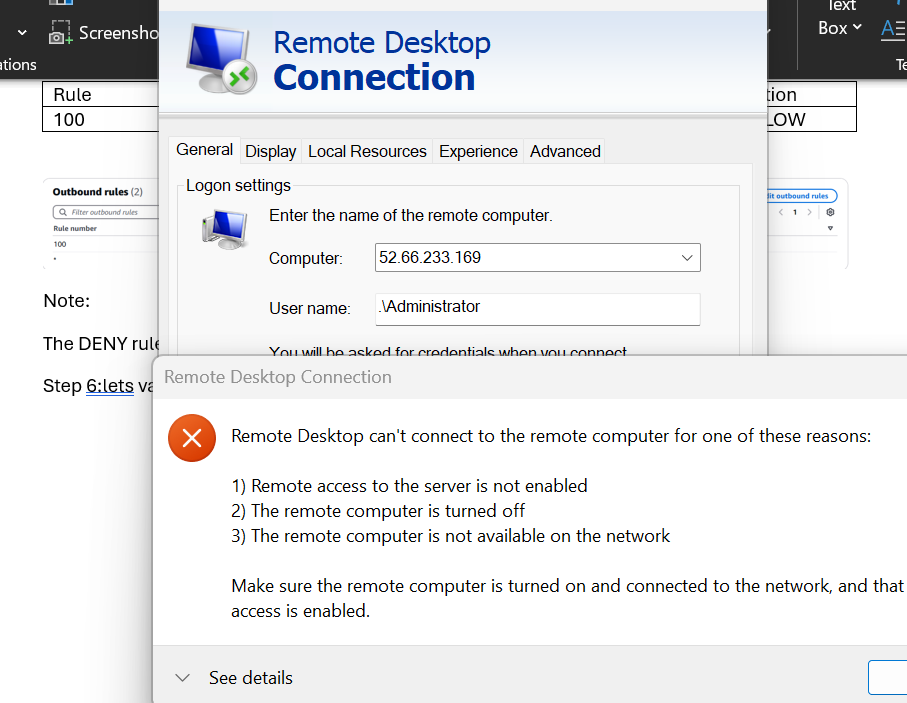 Text
Screensho
Box
ations
Te
Remote Desktop
Connection
Rule
tion
100
LOW
General Display Local Resources Experience Advanced
Logon settings
Outbound rules (2)
dit outbound rules
Filter outbound rules
1
Rule number
100
*
Enter the name of the remote computer.
Computer: 52.66.233.169
User name: .\Administrator
You will be asked for credentials when you connect.
Note:
The DENY rule
Step 6:lets va
Remote Desktop Connection
Remote Desktop can't connect to the remote computer for one of these reasons:
1) Remote access to the server is not enabled
2) The remote computer is turned off
3) The remote computer is not available on the network
Make sure the remote computer is turned on and connected to the network, and that
access is enabled.
See details